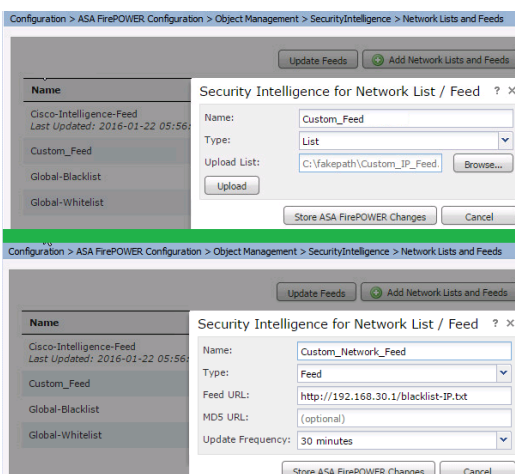 Configuration > ASA FirePOWER Configuration > Object Management > SecurityIntelligence > Network Lists and Feeds
Update Feeds
Add Network Lists and Feeds
Name
Security Intelligence for Network List / Feed ? X
Cisco-Intelligence-Feed
Last Updated: 2016-01-22 05:56:
Custom_Feed
Global-Blacklist
Global-Whitelist
Name: Custom_Feed
Type: List
Upload List: C:\fakepath\Custom_IP_Feed. Browse...
Upload
Store ASA FirePOWER Changes Cancel
Configuration > ASA FirePOWER Configuration > Object Management > SecurityIntelligence > Network Lists and Feeds
Update Feeds
Add Network Lists and Feeds
Name
Security Intelligence for Network List / Feed ? X
Cisco-Intelligence-Feed
Last Updated: 2016-01-22 05:56:
Custom_Feed
Global-Blacklist
Global-Whitelist
Name: Custom_Network_Feed
Type: Feed
Feed URL: http://192.168.30.1/blacklist-IP.txt
MD5 URL: (optional)
Update Frequency: 30 minutes
Store ASA FirePOWER Changes Cancel